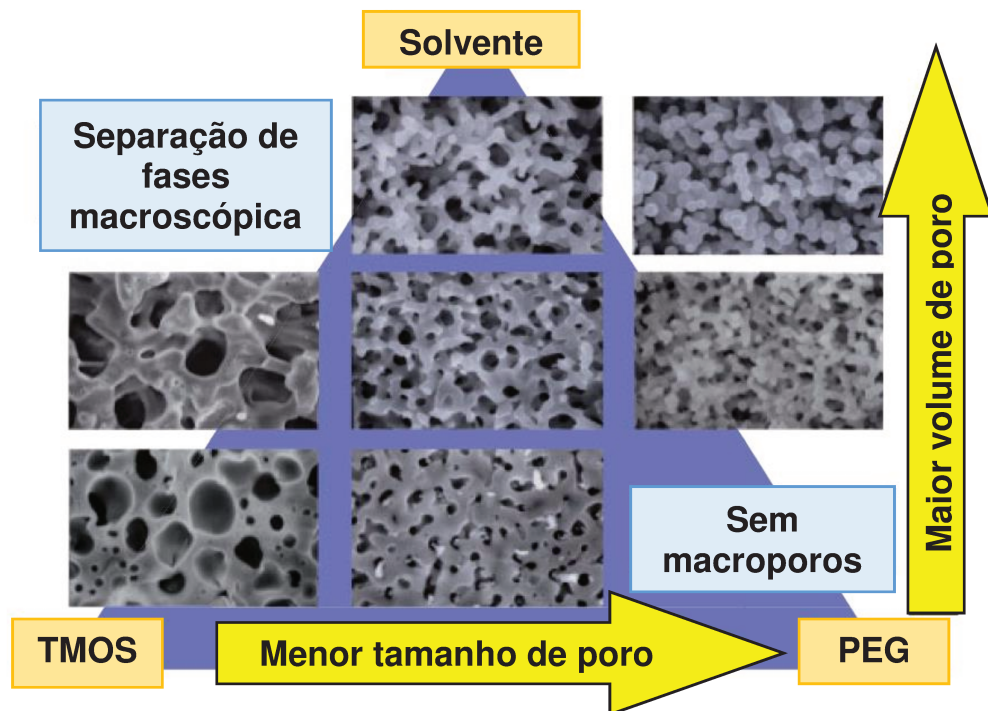 Solvente
Separação de
fases
macroscópica
Maior volume de poro
Sem
macroporos
TMOS
Menor tamanho de poro
PEG